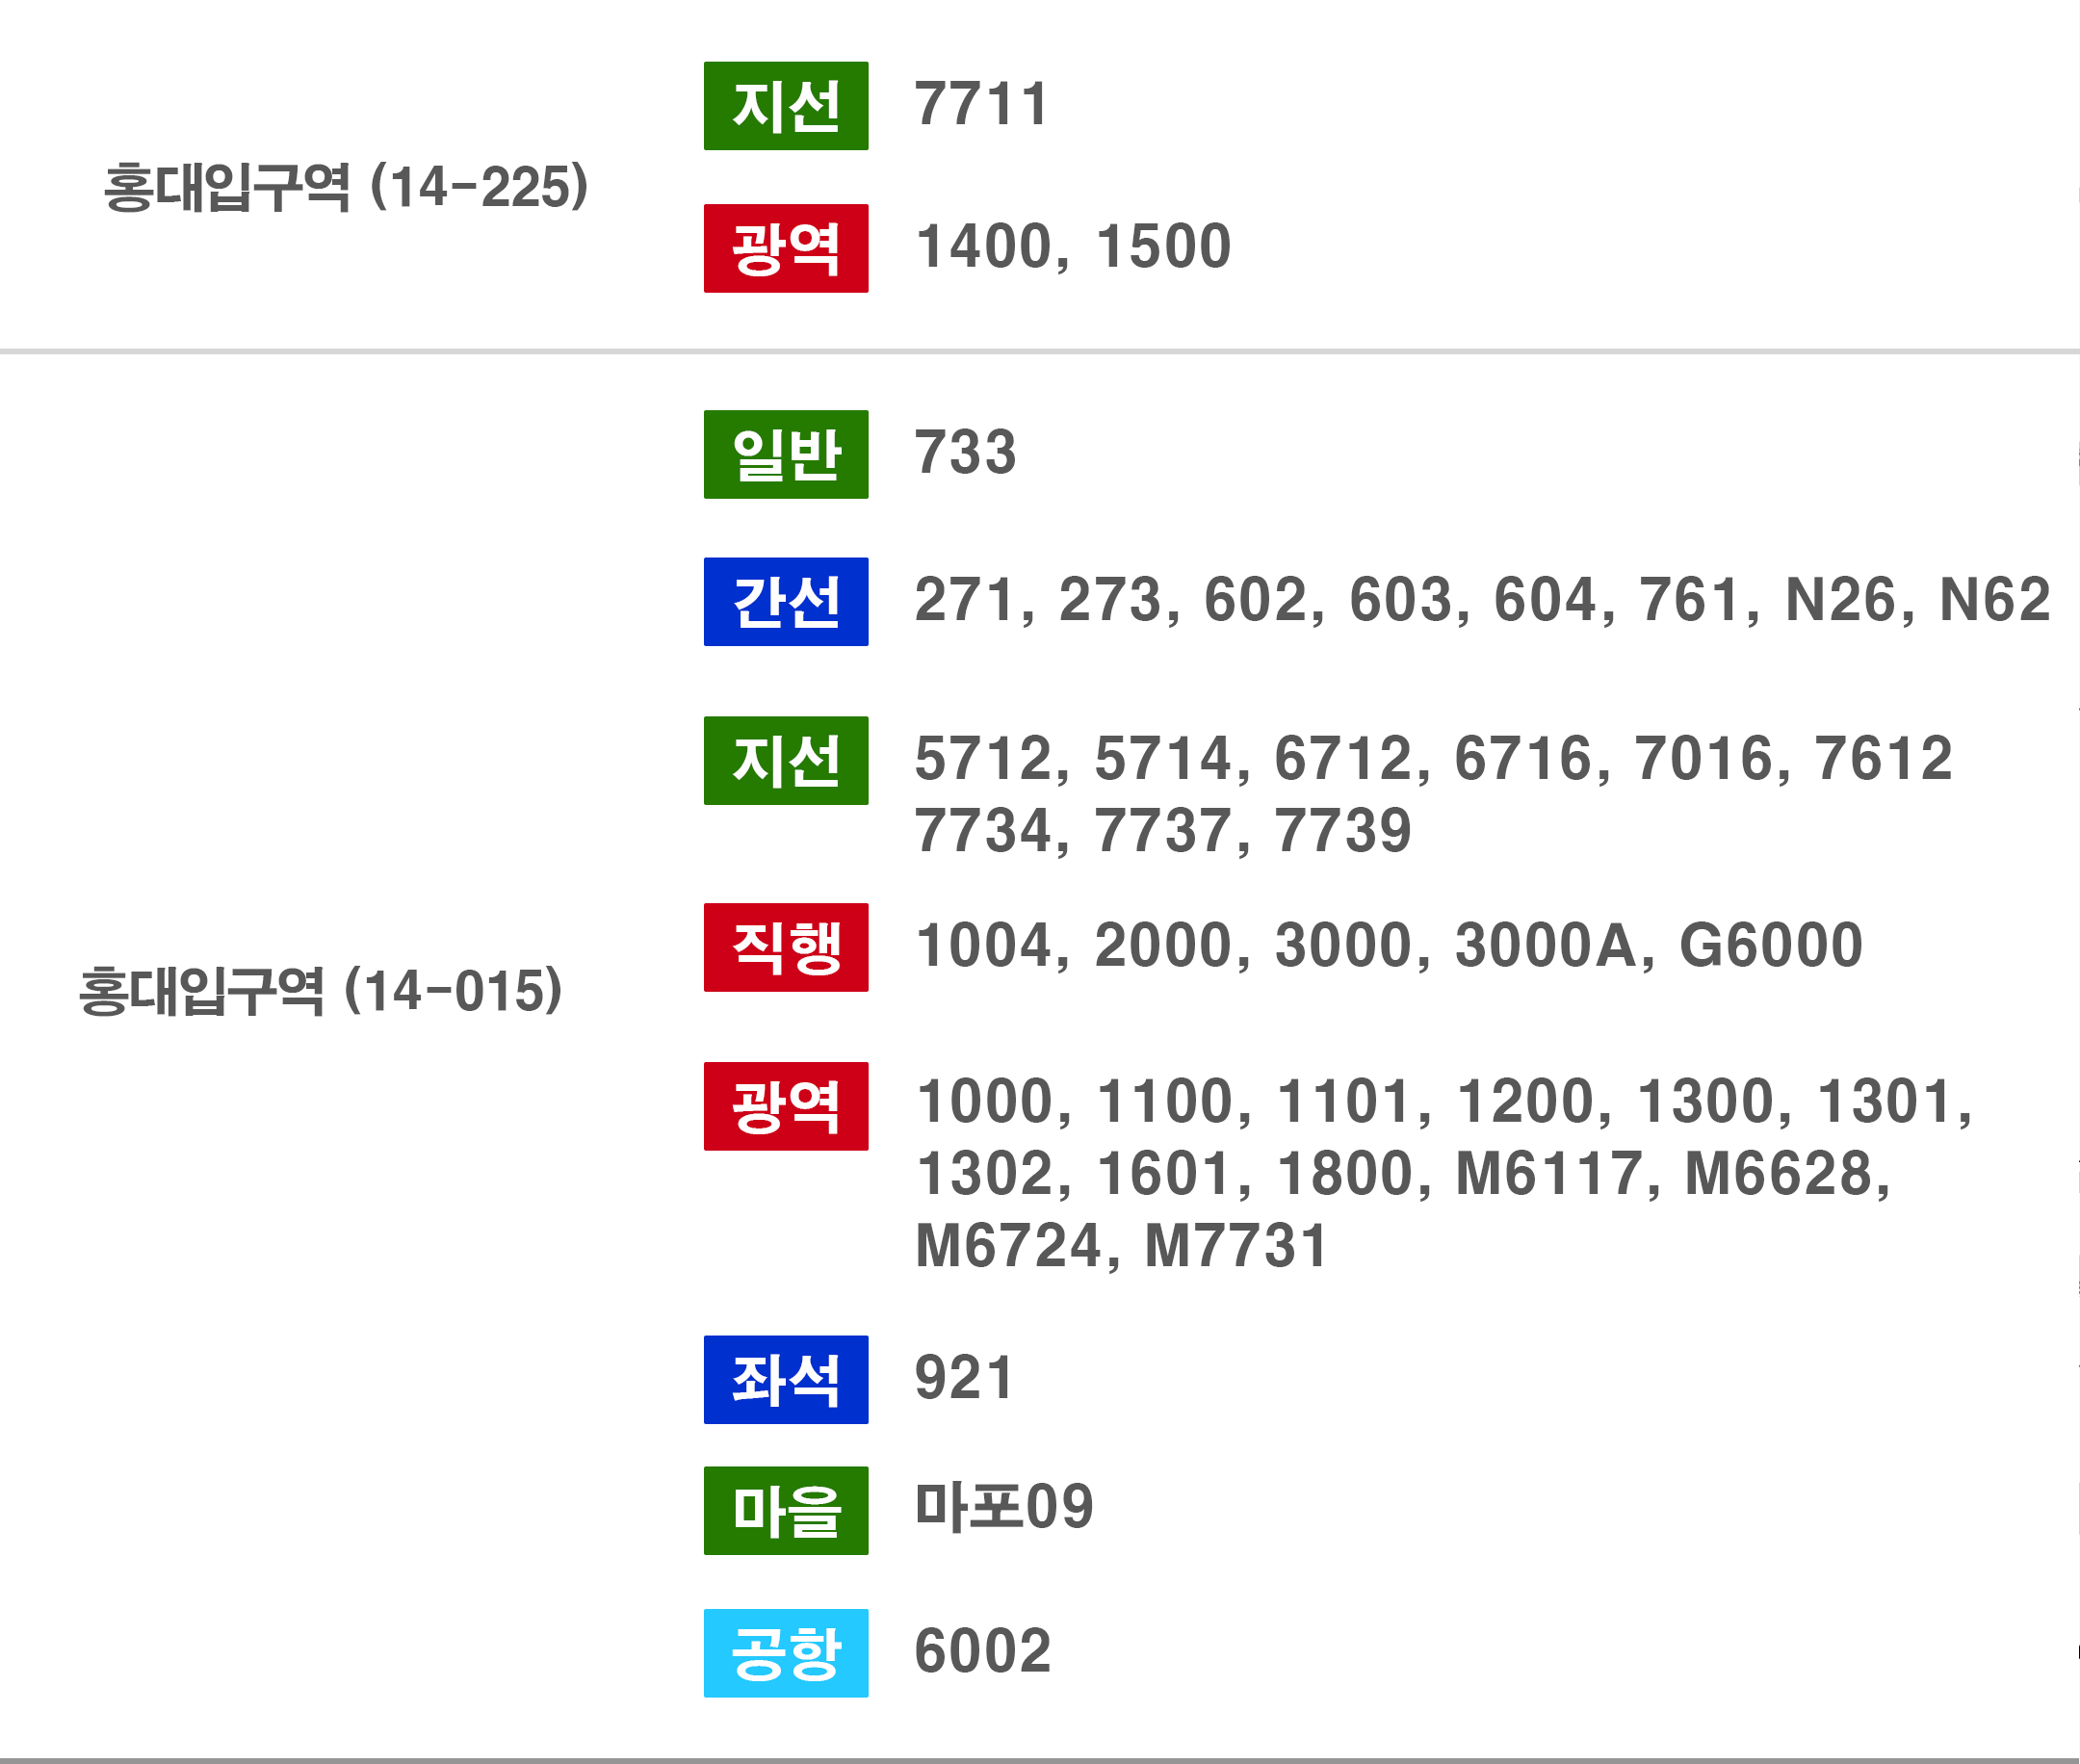 홍대입구역 (14-225)
지선 7711
광역 1400, 1500
홍대입구역 (14-015)
일반 733
간선 271, 273, 602, 603, 604, 761, N26, N62
지선 5712, 5714, 6712, 6716, 7016, 7612
7734, 7737, 7739
직행 1004, 2000, 3000, 3000A, G6000
광역 1000, 1100, 1101, 1200, 1300, 1301,
1302, 1601, 1800, M6117, M6628,
M6724, M7731
좌석 921
마을 마포09
공항 6002